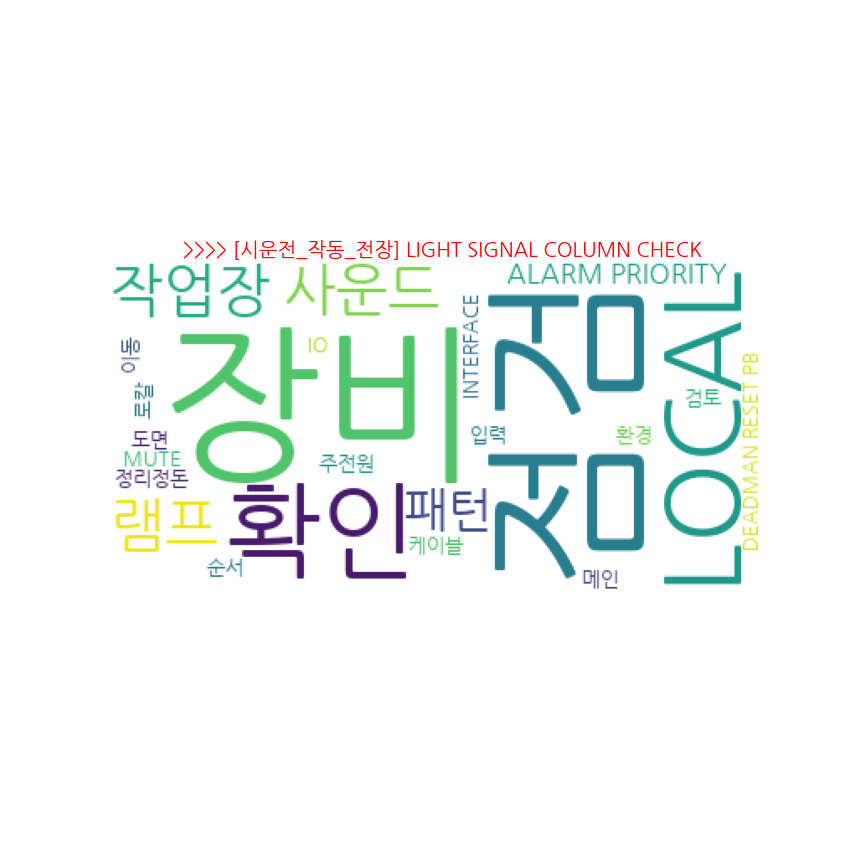 >>>> [시운전_작동_전장] LIGHT SIGNAL COLUMN CHECK
작업장
사운드
ALARM PRIORITY
장비
점검
LOCAL
IO
이동
INTERFACE
로칼
검토
도면
입력
환경
MUTE
주전원
정리정돈
DEADMAN RESET PB
램프
확인
패턴
케이블
순서
메인